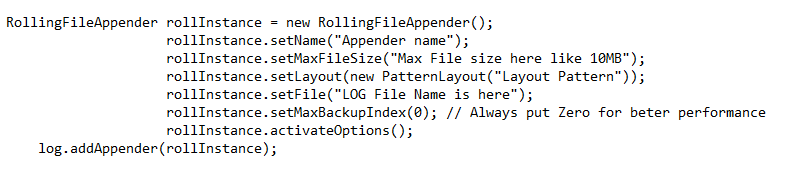 RollingFileAppender rollInstance = new RollingFileAppender();
rollInstance.setName("Appender name");
rollInstance.setMaxFileSize("Max File size here like 10MB");
rollInstance.setLayout(new PatternLayout("Layout Pattern"));
rollInstance.setFile("LOG File Name is here");
rollInstance.setMaxBackupIndex(0); // Always put Zero for beter performance
rollInstance.activateOptions();
log.addAppender(rollInstance);